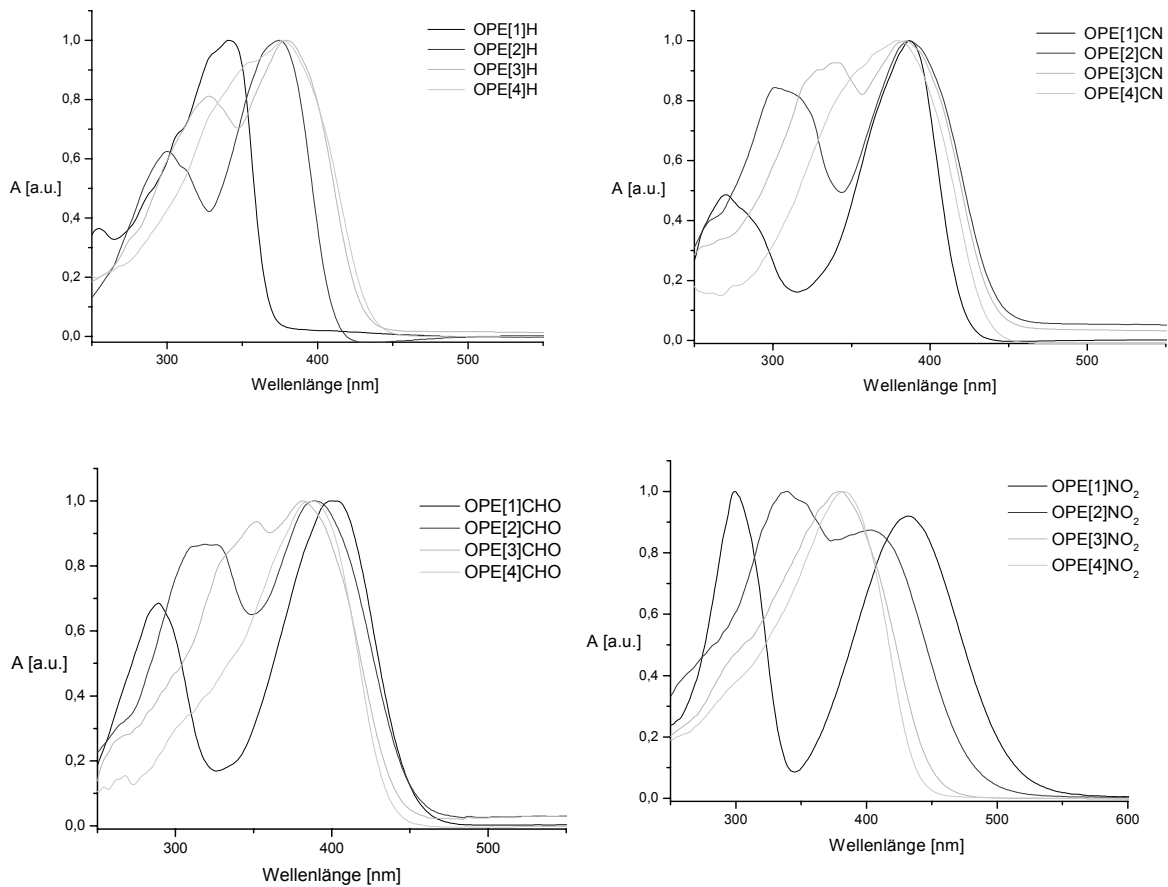 OPE[1]H
OPE[2]H
OPE[3]H
OPE[4]H
1,0
0,8
0,6
0,4
0,2
0,0
A [a.u.]
300
400
500
Wellenlänge [nm]
OPE[1]CN
OPE[2]CN
OPE[3]CN
OPE[4]CN
1,0
0,8
0,6
0,4
0,2
0,0
A [a.u.]
300
400
500
Wellenlänge [nm]
OPE[1]CHO
OPE[2]CHO
OPE[3]CHO
OPE[4]CHO
1,0
0,8
0,6
0,4
0,2
0,0
A [a.u.]
300
400
500
Wellenlänge [nm]
OPE[1]NO₂
OPE[2]NO₂
OPE[3]NO₂
OPE[4]NO₂
1,0
0,8
0,6
0,4
0,2
0,0
A [a.u.]
300
400
500
600
Wellenlänge [nm]